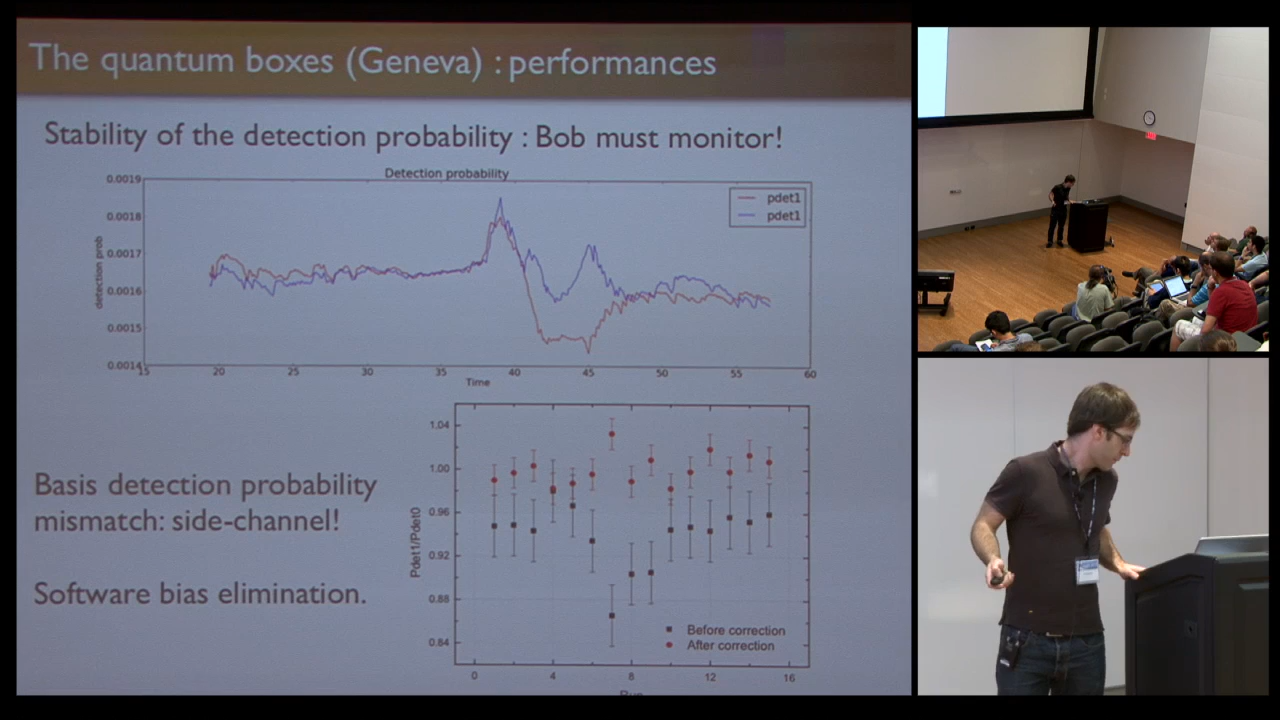 The quantum boxes (Geneva) : performances
Stability of the detection probability : Bob must monitor!
Detection probability
0.0019
0.0018
0.0017
0.0016
0.0015
0.0014
detection prob
pdet1
pdet1
15 20 25 30 35 40 45 50 55 60
Time
Basis detection probability
mismatch: side-channel!
Software bias elimination.
1.04
1.00
0.96
0.92
0.88
0.84
Pdet1/Pdet0
Before correction
After correction
0 4 8 12 16
Run